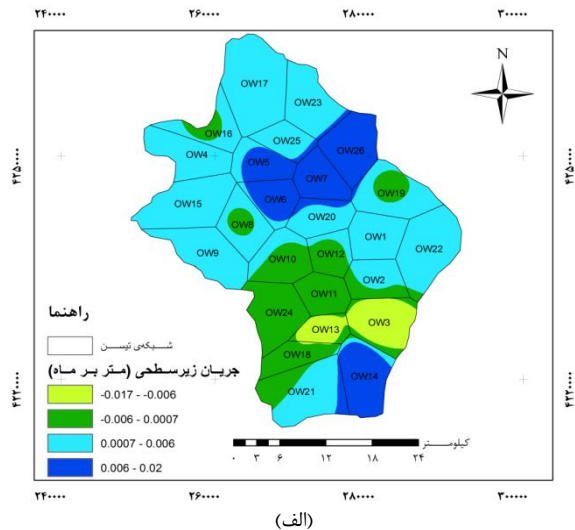 ۲۴۰۰۰۰ ۲۶۰۰۰۰ ۲۸۰۰۰۰ ۳۰۰۰۰۰
N
OW17
OW23
OW16
OW25
OW26
OW4
OW5
OW7
۴۲۵۰۰۰۰ ۴۲۵۰۰۰۰
OW6
OW19
OW15
OW8
OW20
OW1
OW22
OW9
OW10
OW12
OW2
OW11
OW24
OW3
OW13
OW18
OW14
OW21
۴۲۲۰۰۰۰ ۴۲۲۰۰۰۰
راهنما
شبکه‌ی تیسن
جریان زیرسطحی (متر بر ماه)
-0.017 - -0.006
-0.006 - 0.0007
0.0007 - 0.006
0.006 - 0.02
کیلومتر
۰ ۳ ۶ ۱۲ ۱۸ ۲۴
۲۴۰۰۰۰ ۲۶۰۰۰۰ ۲۸۰۰۰۰ ۳۰۰۰۰۰
(الف)